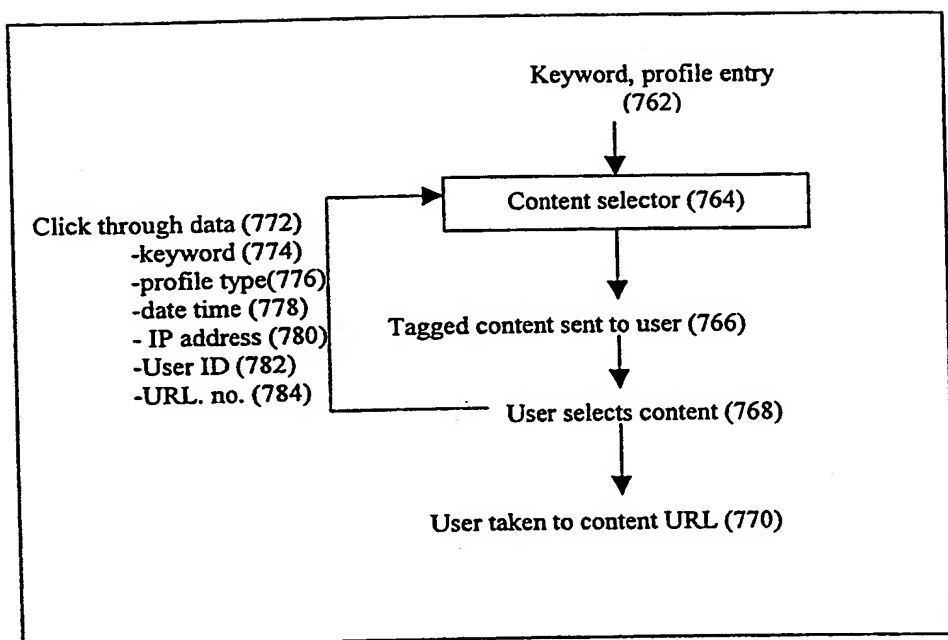 Keyword, profile entry
(762)
Content selector (764)
Click through data (772)
-keyword (774)
-profile type(776)
-date time (778)
- IP address (780)
-User ID (782)
-URL. no. (784)
Tagged content sent to user (766)
User selects content (768)
User taken to content URL (770)